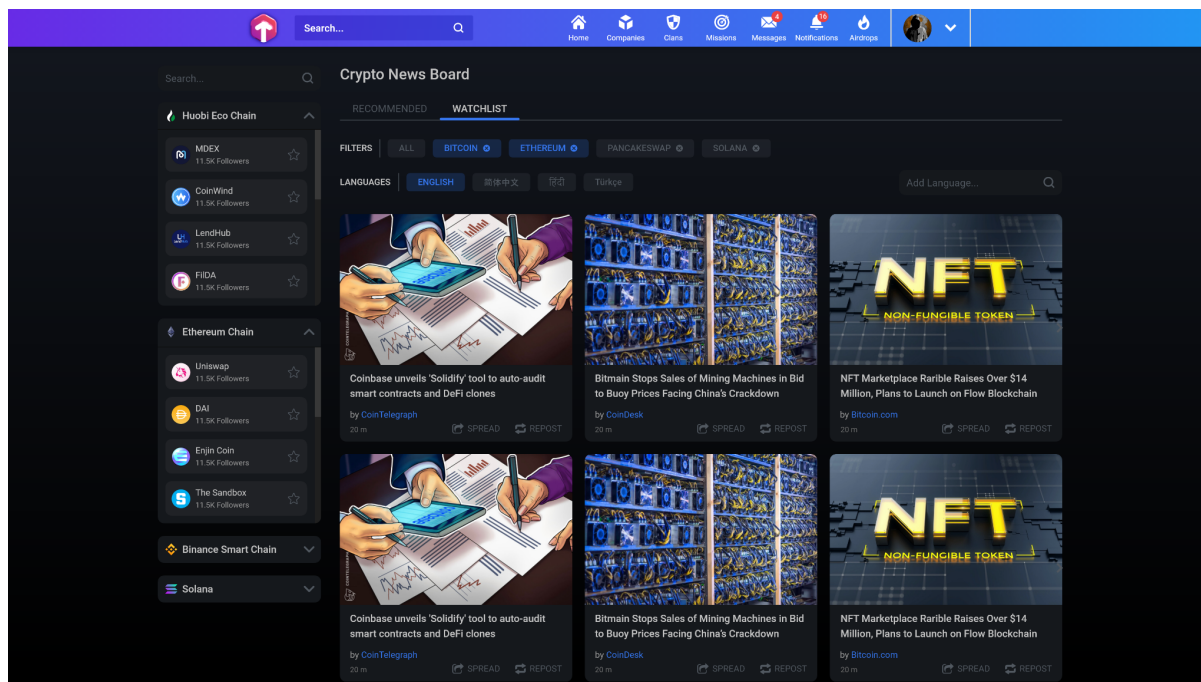 Search...
Home
Companies
Clans
Missions
4
Messages
16
Notifications
Airdrops
Search...
Huobi Eco Chain
MDEX
11.5K Followers
CoinWind
11.5K Followers
LendHub
11.5K Followers
FilDA
11.5K Followers
Ethereum Chain
Uniswap
11.5K Followers
DAI
11.5K Followers
Enjin Coin
11.5K Followers
The Sandbox
11.5K Followers
Binance Smart Chain
Solana
Crypto News Board
RECOMMENDED WATCHLIST
FILTERS ALL BITCOIN ETHEREUM PANCAKESWAP SOLANA
LANGUAGES ENGLISH 简体中文 हिंदी Türkçe Add Language...
COINTELEGRAPH
Coinbase unveils 'Solidify' tool to auto-audit
smart contracts and DeFi clones
by CoinTelegraph
20 m SPREAD REPOST
Bitmain Stops Sales of Mining Machines in Bid
to Buoy Prices Facing China's Crackdown
by CoinDesk
20 m SPREAD REPOST
NFT
NON-FUNGIBLE TOKEN
NFT Marketplace Rarible Raises Over $14
Million, Plans to Launch on Flow Blockchain
by Bitcoin.com
20 m SPREAD REPOST
COINTELEGRAPH
Coinbase unveils 'Solidify' tool to auto-audit
smart contracts and DeFi clones
by CoinTelegraph
20 m SPREAD REPOST
Bitmain Stops Sales of Mining Machines in Bid
to Buoy Prices Facing China's Crackdown
by CoinDesk
20 m SPREAD REPOST
NFT
NON-FUNGIBLE TOKEN
NFT Marketplace Rarible Raises Over $14
Million, Plans to Launch on Flow Blockchain
by Bitcoin.com
20 m SPREAD REPOST